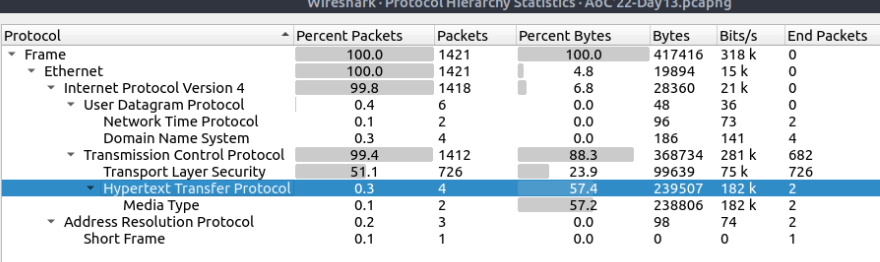 Wireshark · Protocol Hierarchy Statistics · AoC 22-Day13.pcapng
Protocol Percent Packets Packets Percent Bytes Bytes Bits/s End Packets
Frame 100.0 1421 100.0 417416 318 k 0
Ethernet 100.0 1421 4.8 19894 15 k 0
Internet Protocol Version 4 99.8 1418 6.8 28360 21 k 0
User Datagram Protocol 0.4 6 0.0 48 36 0
Network Time Protocol 0.1 2 0.0 96 73 2
Domain Name System 0.3 4 0.0 186 141 4
Transmission Control Protocol 99.4 1412 88.3 368734 281 k 682
Transport Layer Security 51.1 726 23.9 99639 75 k 726
Hypertext Transfer Protocol 0.3 4 57.4 239507 182 k 2
Media Type 0.1 2 57.2 238806 182 k 2
Address Resolution Protocol 0.2 3 0.0 98 74 2
Short Frame 0.1 1 0.0 0 0 1